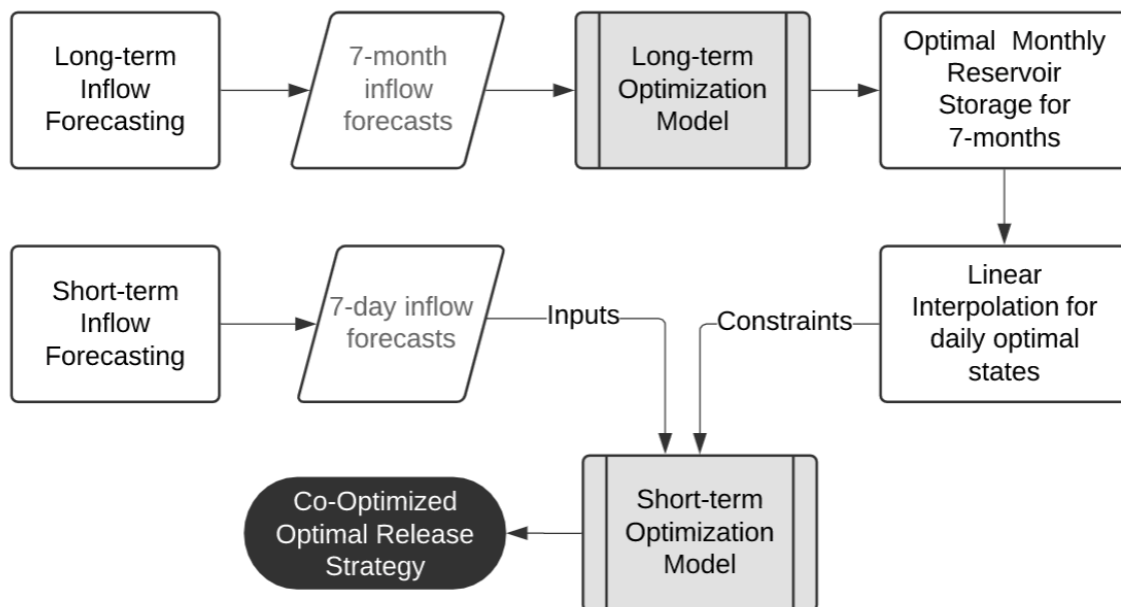 Long-term
Inflow
Forecasting
7-month
inflow
forecasts
Long-term
Optimization
Model
Optimal Monthly
Reservoir
Storage for
7-months
Short-term
Inflow
Forecasting
7-day inflow
forecasts
Inputs
Constraints
Linear
Interpolation for
daily optimal
states
Co-Optimized
Optimal Release
Strategy
Short-term
Optimization
Model